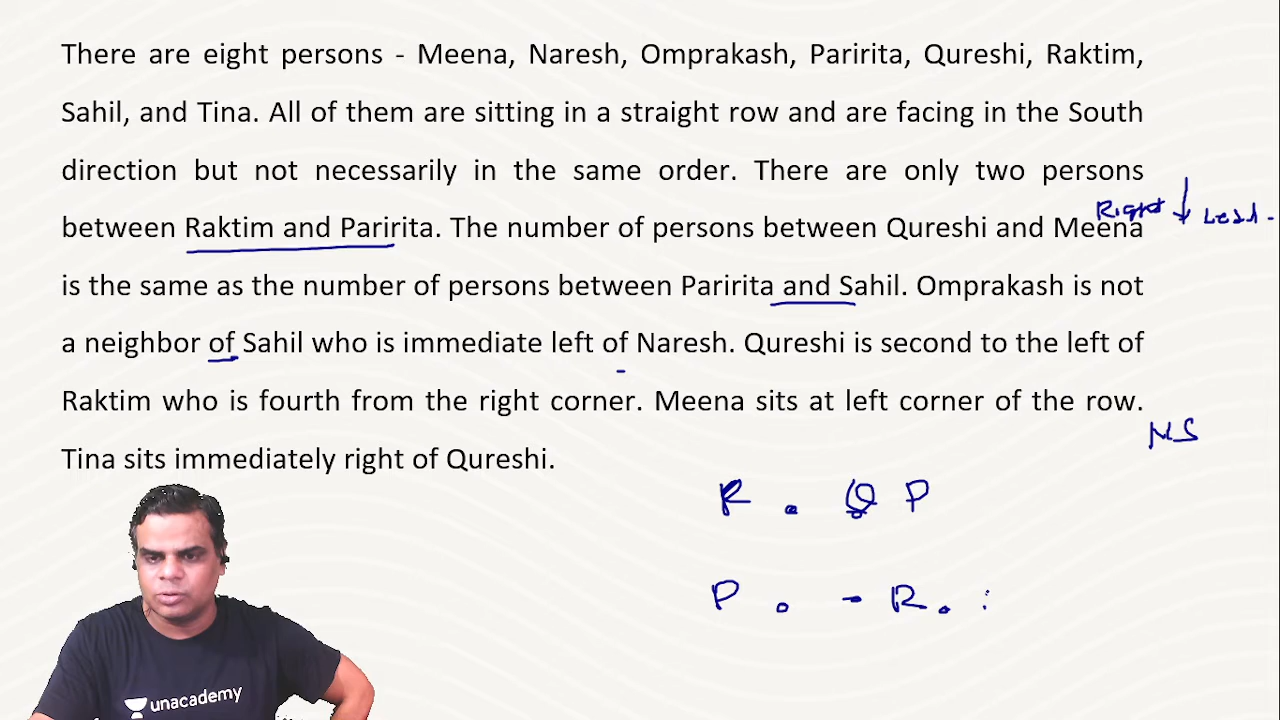 There are eight persons - Meena, Naresh, Omprakash, Paririta, Qureshi, Raktim,
Sahil, and Tina. All of them are sitting in a straight row and are facing in the South
direction but not necessarily in the same order. There are only two persons
Right Left
between Raktim and Paririta. The number of persons between Qureshi and Meena
is the same as the number of persons between Paririta and Sahil. Omprakash is not
a neighbor of Sahil who is immediate left of Naresh. Qureshi is second to the left of
Raktim who is fourth from the right corner. Meena sits at left corner of the row.
NS
Tina sits immediately right of Qureshi.
R . Q P
P . - R . :
unacademy